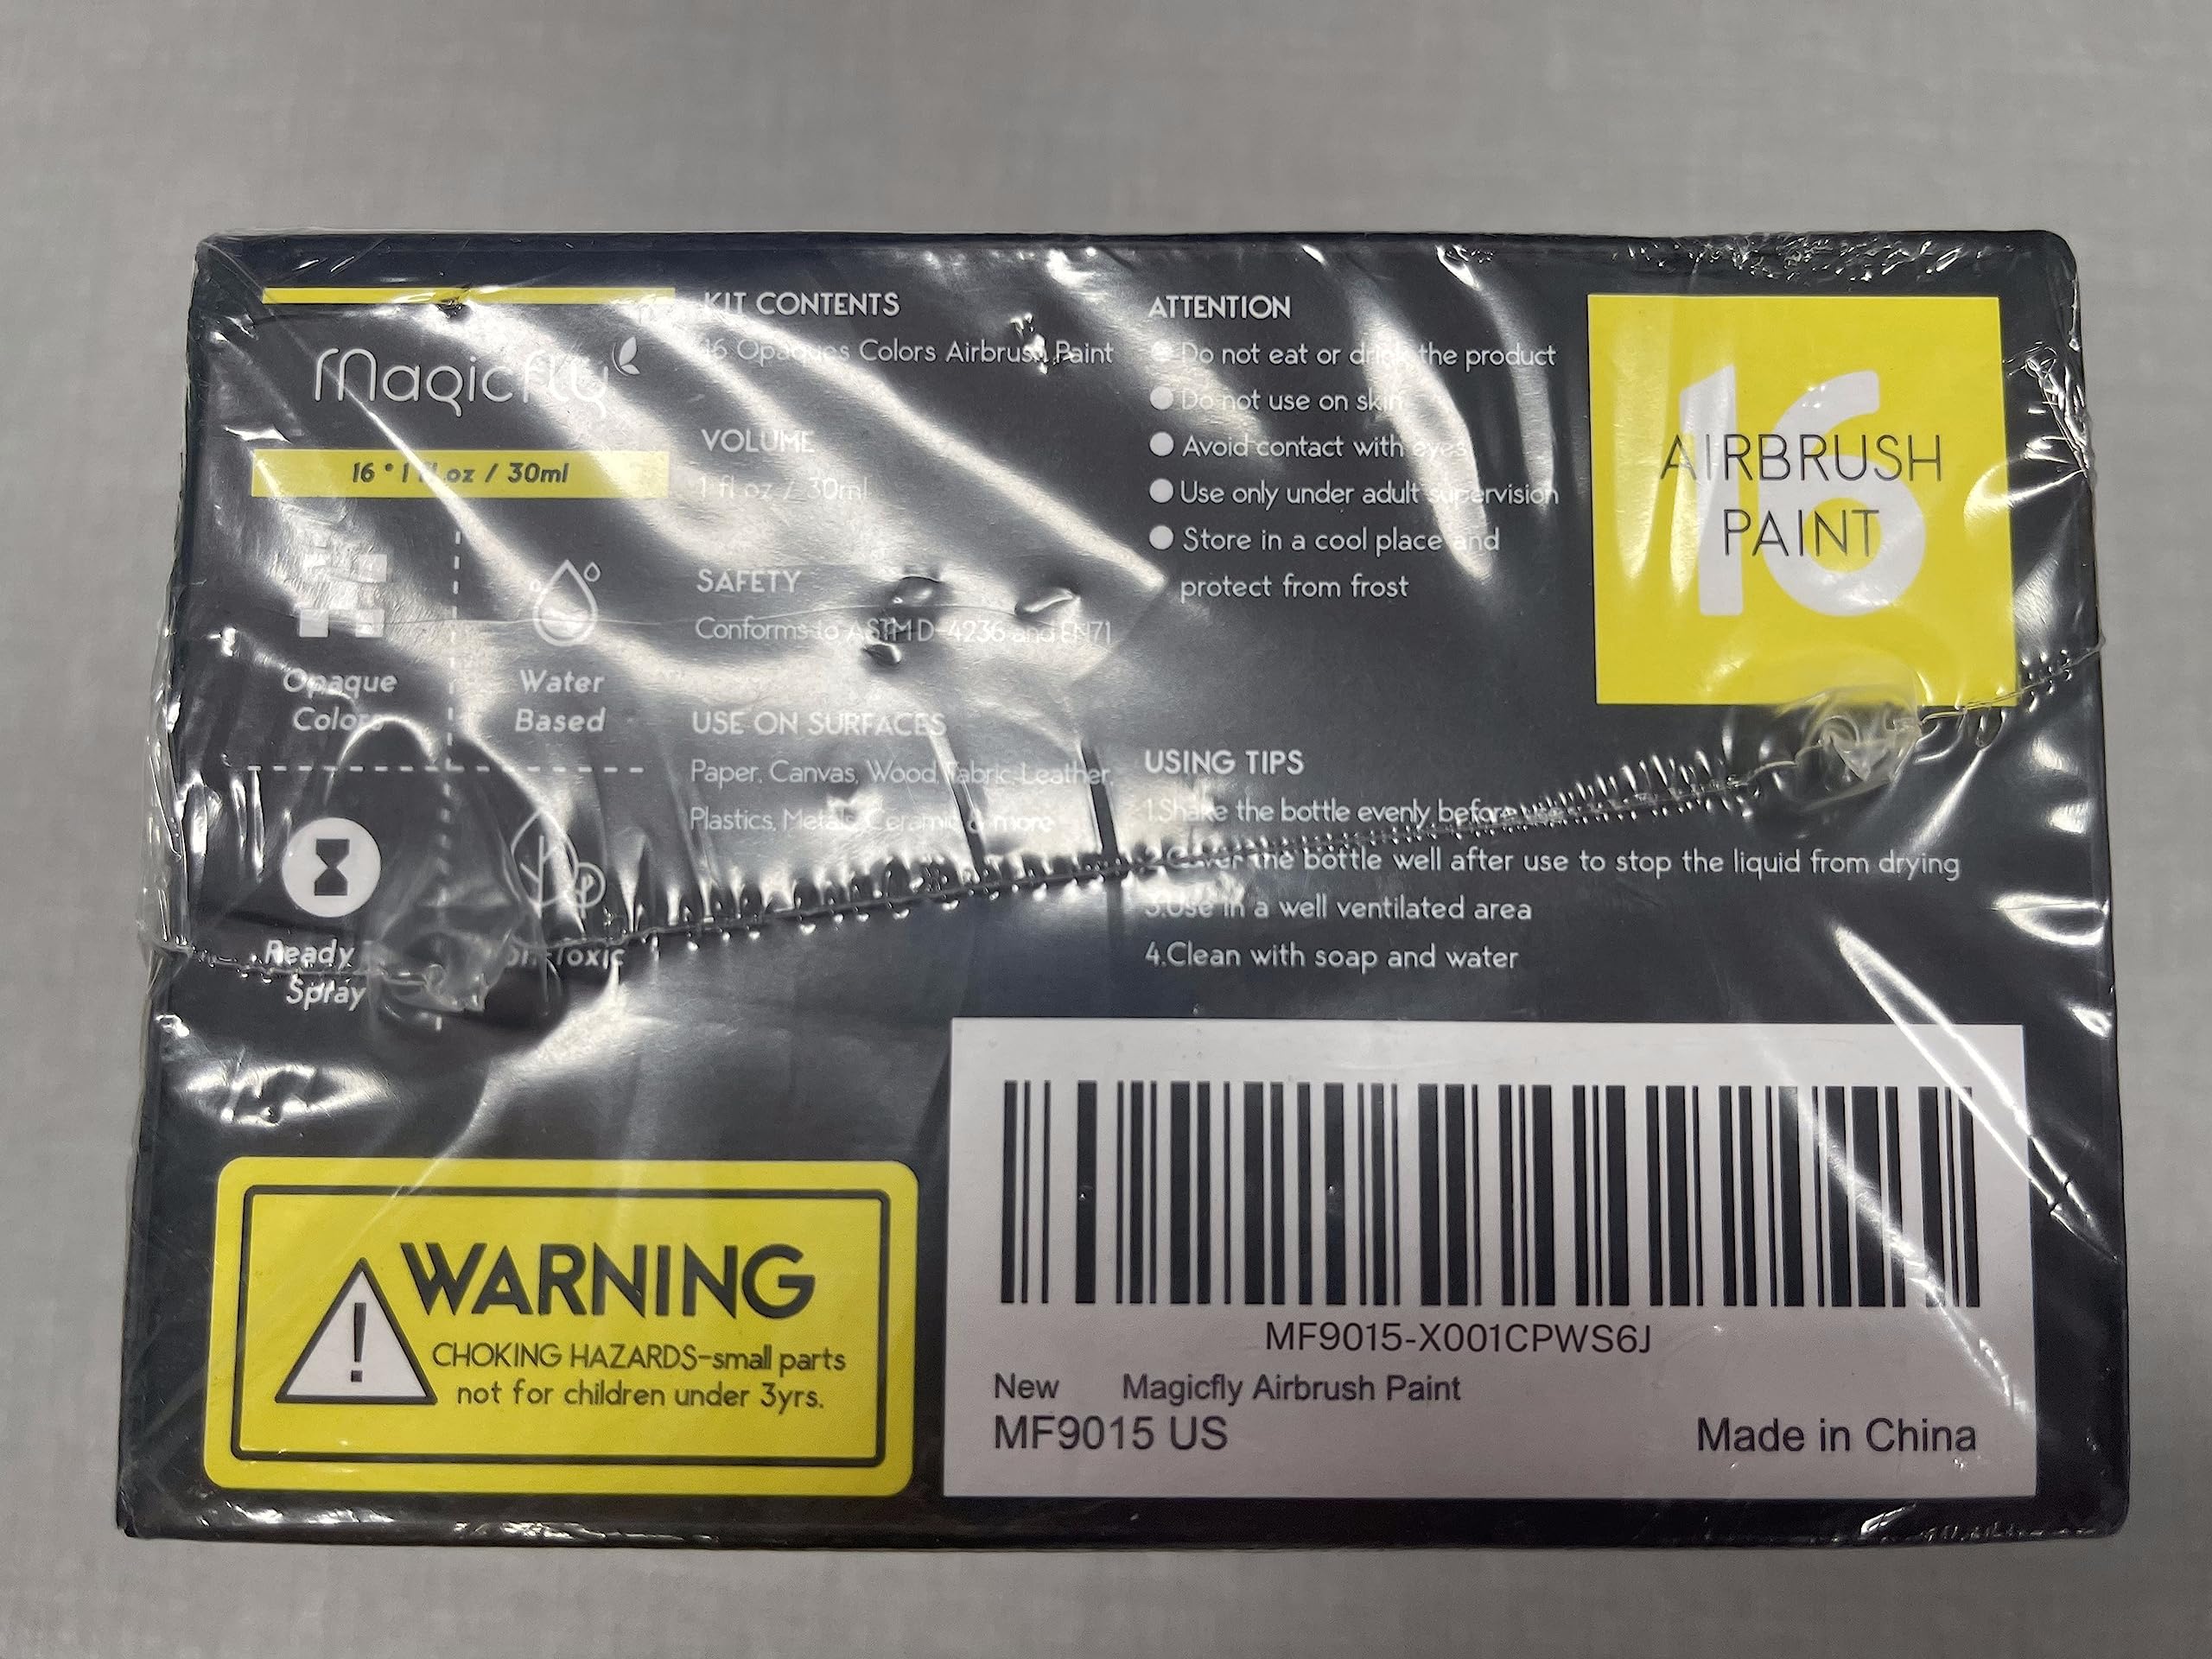 Magicfly
16 * 1 fl oz / 30ml
Opaque
Colors
Water
Based
Ready
Spray
Non-Toxic
KIT CONTENTS
16 Opaques Colors Airbrush Paint
VOLUME
1 fl oz / 30ml
SAFETY
Conforms to ASTM D-4236 and EN71
USE ON SURFACES
Paper, Canvas, Wood, Fabric, Leather,
Plastics, Metals, Ceramic & more
ATTENTION
Do not eat or drink the product
Do not use on skin
Avoid contact with eyes
Use only under adult supervision
Store in a cool place and
protect from frost
16
AIRBRUSH
PAINT
USING TIPS
1.Shake the bottle evenly before use
Cover the bottle well after use to stop the liquid from drying
3.Use in a well ventilated area
4.Clean with soap and water
WARNING
CHOKING HAZARDS-small parts
not for children under 3yrs.
MF9015-X001CPWS6J
New Magicfly Airbrush Paint
MF9015 US
Made in China